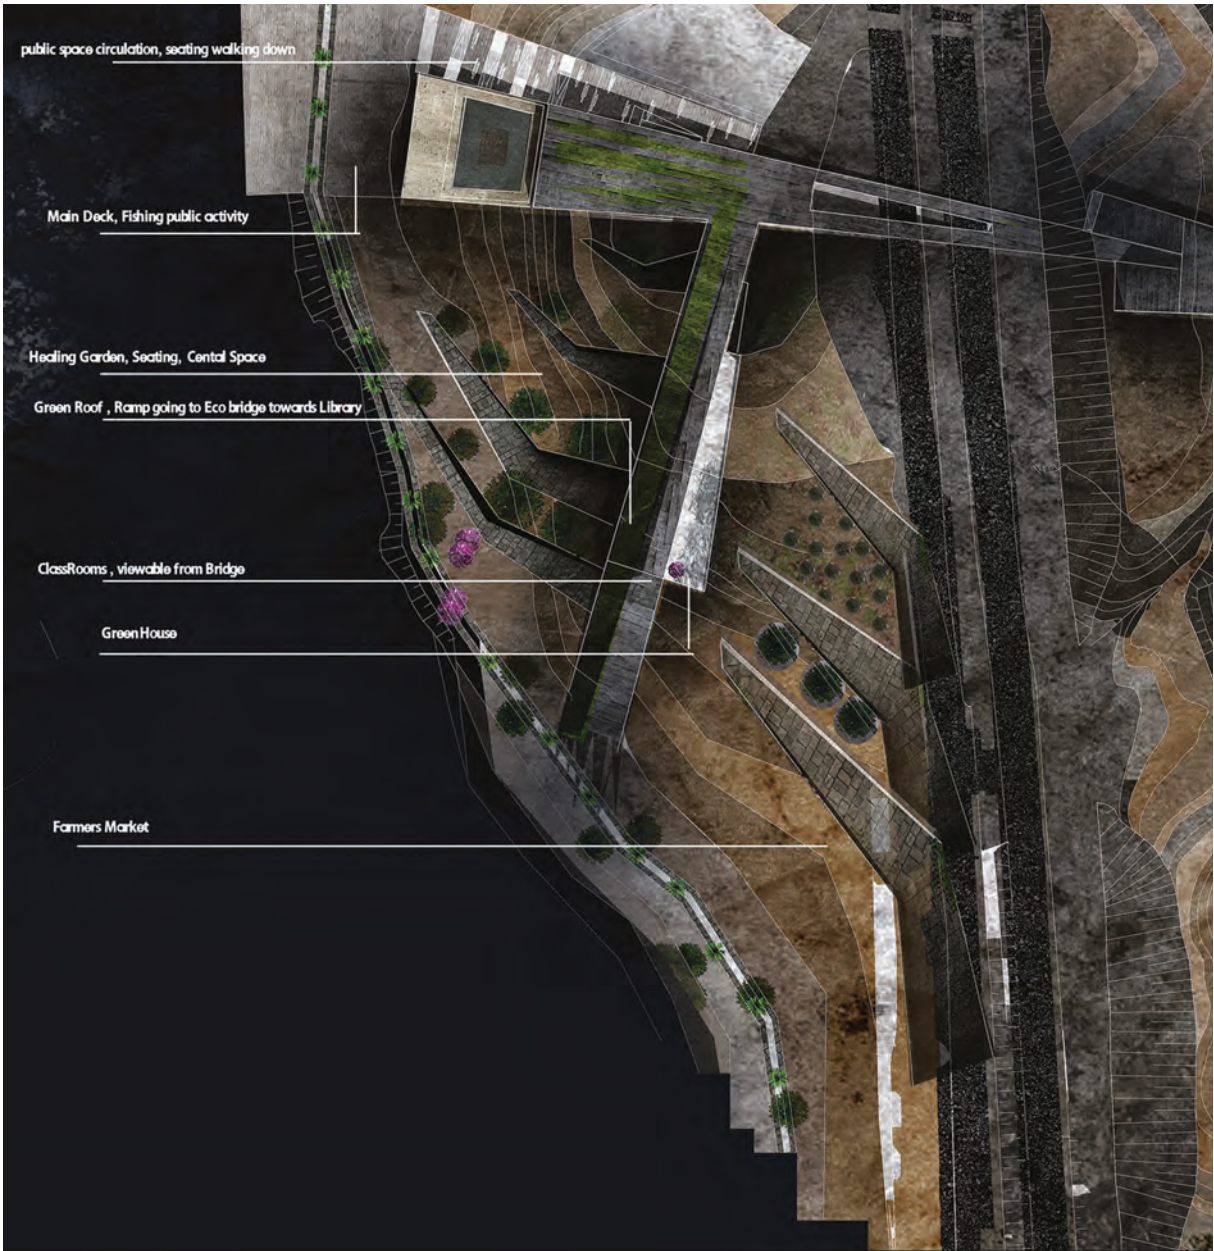 public space circulation, seating walking down
Main Deck, Fishing public activity
Healing Garden, Seating, Cental Space
Green Roof , Ramp going to Eco bridge towards Library
ClassRooms , viewable from Bridge
GreenHouse
Farmers Market